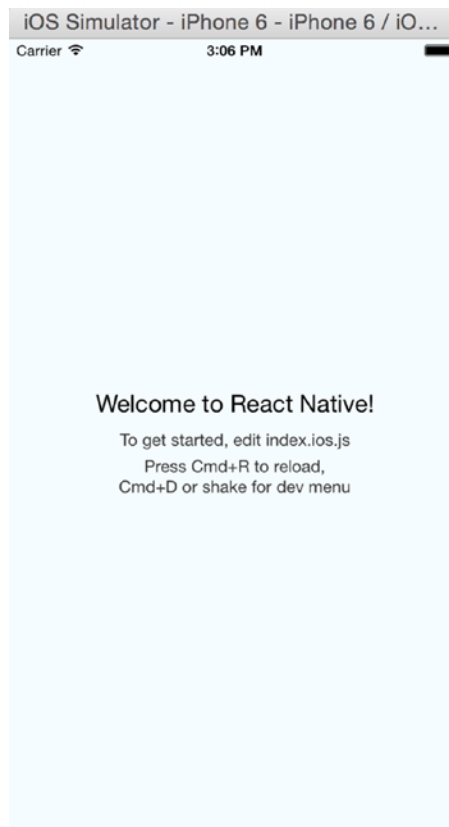 iOS Simulator - iPhone 6 - iPhone 6 / iO...
Carrier 3:06 PM
Welcome to React Native!
To get started, edit index.ios.js
Press Cmd+R to reload,
Cmd+D or shake for dev menu